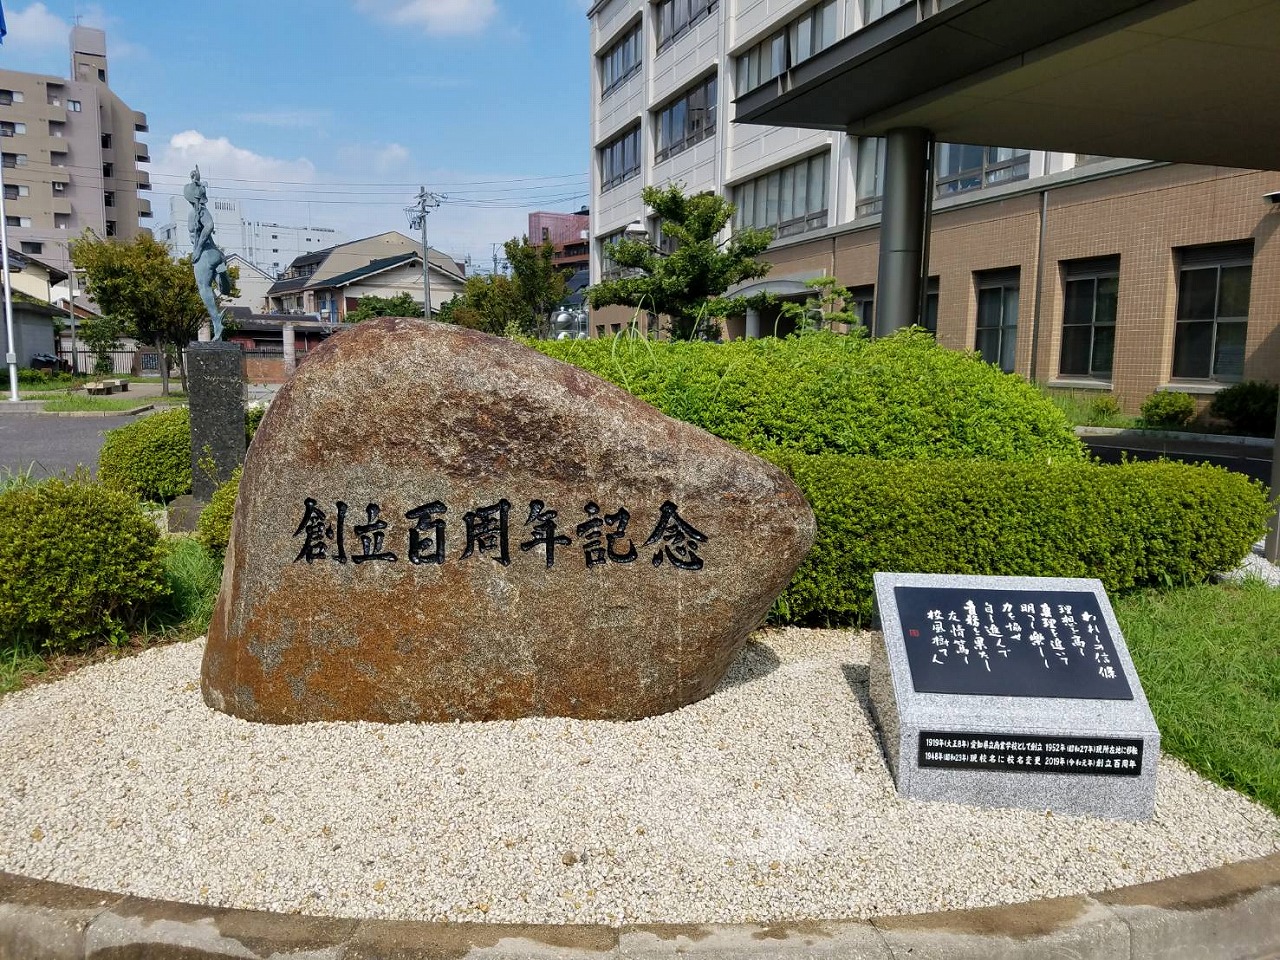 創立百周年記念
われらの信條
理想を高し
真理を追いて
明るく楽しく
力を協せ
自ら進んで
責務を果たし
友情篤く
校風樹てん
1919年(大正8年)愛知県立商業学校として創立 1952年(昭和27年)現所在地に移転
1948年(昭和23年)現校名に校名変更 2019年(令和元年)創立百周年